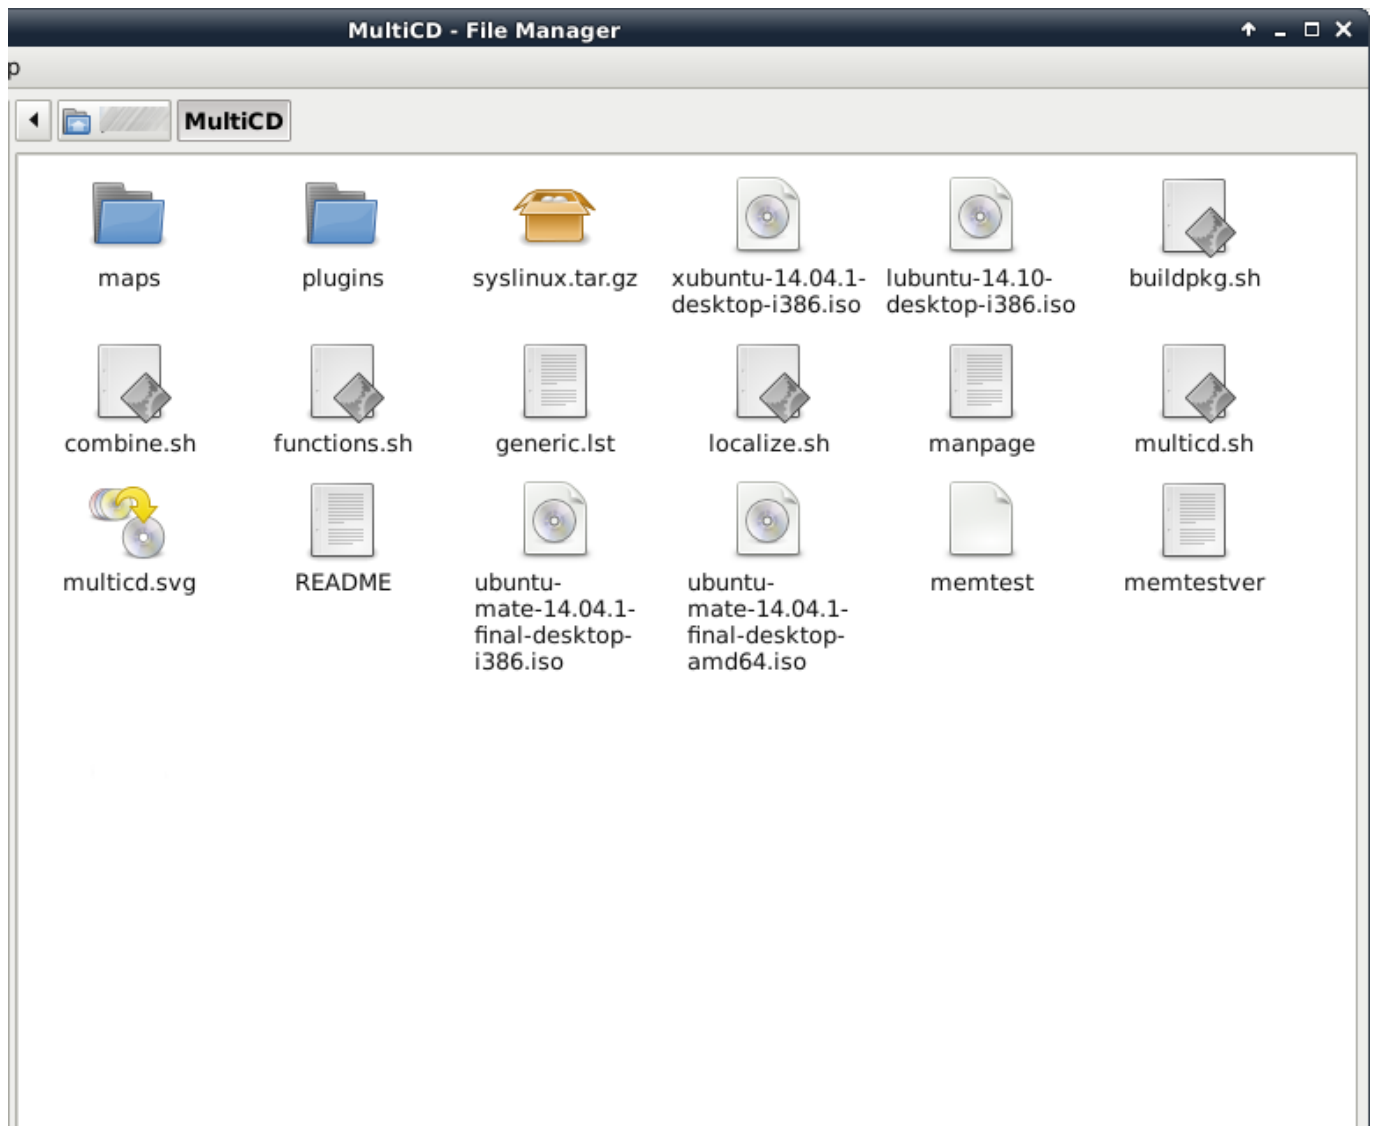 MultiCD - File Manager
p
MultiCD
maps
plugins
syslinux.tar.gz
xubuntu-14.04.1-
desktop-i386.iso
lubuntu-14.10-
desktop-i386.iso
buildpkg.sh
combine.sh
functions.sh
generic.lst
localize.sh
manpage
multicd.sh
multicd.svg
README
ubuntu-
mate-14.04.1-
final-desktop-
i386.iso
ubuntu-
mate-14.04.1-
final-desktop-
amd64.iso
memtest
memtestver